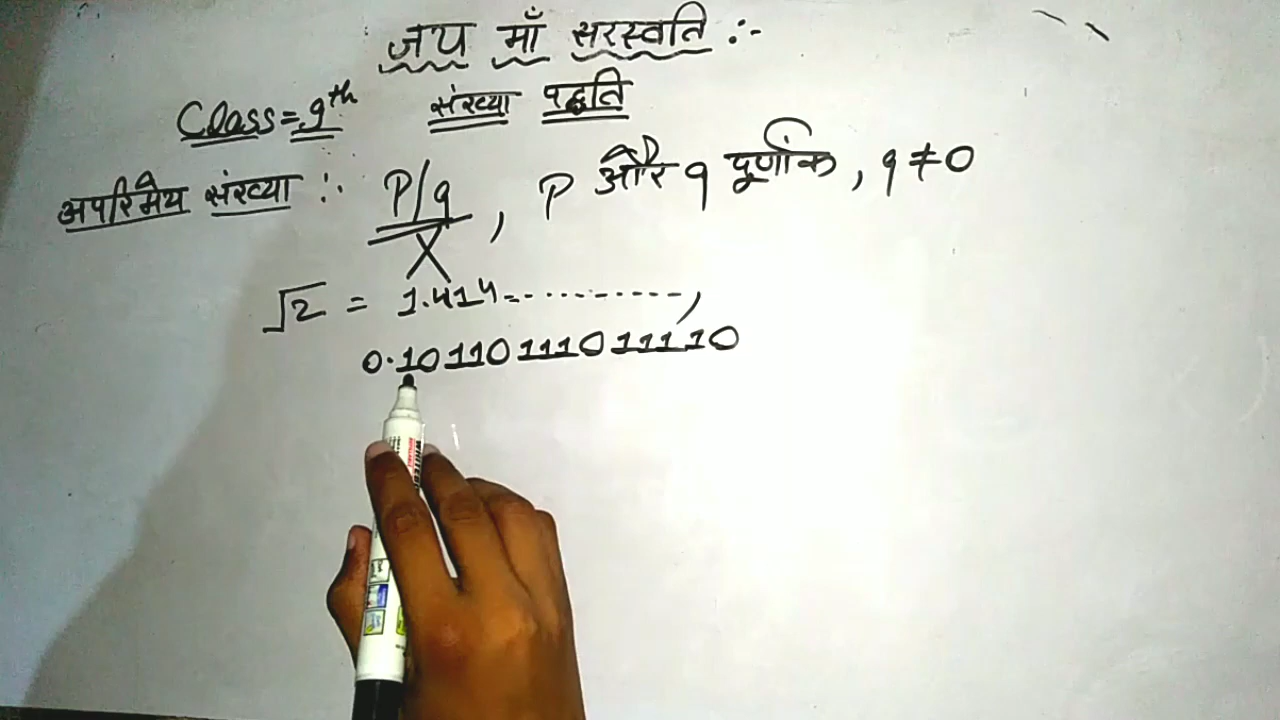 जय माँ सरस्वति :-
Class = 9th संख्या पद्धति
अपरिमेय संख्या :. P/q, P और q पूर्णांक, q ≠ 0
X
√2 = 1.414-..........,
0.10110111011110